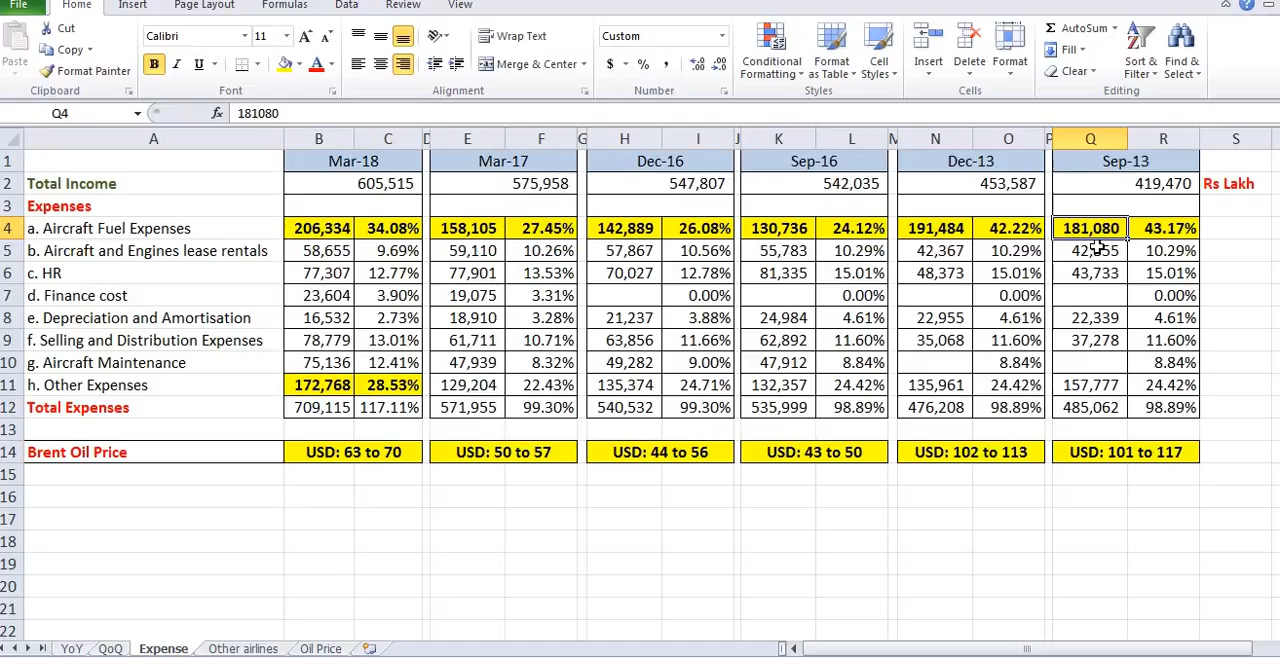 File Home Insert Page Layout Formulas Data Review View
Paste Cut Copy Format Painter Clipboard
Calibri 11 A A B I U A Font
Wrap Text Merge & Center Alignment
Custom $ % , .0 .00 .00 .0 Number
Conditional Formatting Format as Table Cell Styles Styles
Insert Delete Format Cells
Σ AutoSum Fill Clear Sort & Filter Find & Select Editing
Q4 fx 181080
A B C D E F G H I J K L M N O P Q R S
1 Mar-18 Mar-17 Dec-16 Sep-16 Dec-13 Sep-13
2 Total Income 605,515 575,958 547,807 542,035 453,587 419,470 Rs Lakh
3 Expenses
4 a. Aircraft Fuel Expenses 206,334 34.08% 158,105 27.45% 142,889 26.08% 130,736 24.12% 191,484 42.22% 181,080 43.17%
5 b. Aircraft and Engines lease rentals 58,655 9.69% 59,110 10.26% 57,867 10.56% 55,783 10.29% 42,367 10.29% 10.29%
6 c. HR 77,307 12.77% 77,901 13.53% 70,027 12.78% 81,335 15.01% 48,373 15.01% 43,733 15.01%
7 d. Finance cost 23,604 3.90% 19,075 3.31% 0.00% 0.00% 0.00% 0.00%
8 e. Depreciation and Amortisation 16,532 2.73% 18,910 3.28% 21,237 3.88% 24,984 4.61% 22,955 4.61% 22,339 4.61%
9 f. Selling and Distribution Expenses 78,779 13.01% 61,711 10.71% 63,856 11.66% 62,892 11.60% 35,068 11.60% 37,278 11.60%
10 g. Aircraft Maintenance 75,136 12.41% 47,939 8.32% 49,282 9.00% 47,912 8.84% 8.84% 8.84%
11 h. Other Expenses 172,768 28.53% 129,204 22.43% 135,374 24.71% 132,357 24.42% 135,961 24.42% 157,777 24.42%
12 Total Expenses 709,115 117.11% 571,955 99.30% 540,532 99.30% 535,999 98.89% 476,208 98.89% 485,062 98.89%
13
14 Brent Oil Price USD: 63 to 70 USD: 50 to 57 USD: 44 to 56 USD: 43 to 50 USD: 102 to 113 USD: 101 to 117
15
16
17
18
19
20
21
22
YoY QoQ Expense Other airlines Oil Price